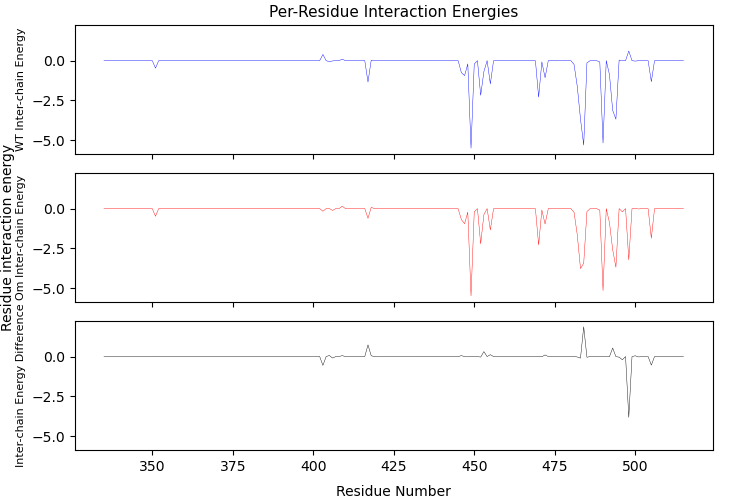 Per-Residue Interaction Energies
WT Inter-chain Energy
0.0
−2.5
−5.0
Residue interaction energy
Om Inter-chain Energy
0.0
−2.5
−5.0
Inter-chain Energy Difference
0.0
−2.5
−5.0
350 375 400 425 450 475 500
Residue Number